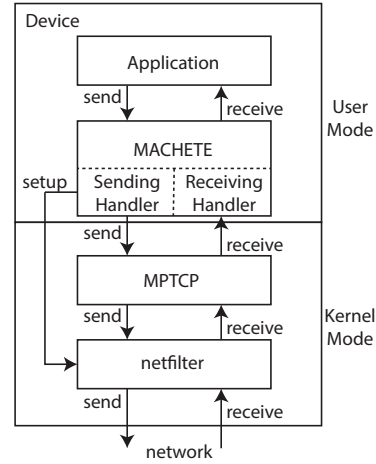 Device
Application
send
receive
User
Mode
MACHETE
setup
Sending
Handler
Receiving
Handler
send
receive
MPTCP
send
receive
Kernel
Mode
netfilter
send
receive
network